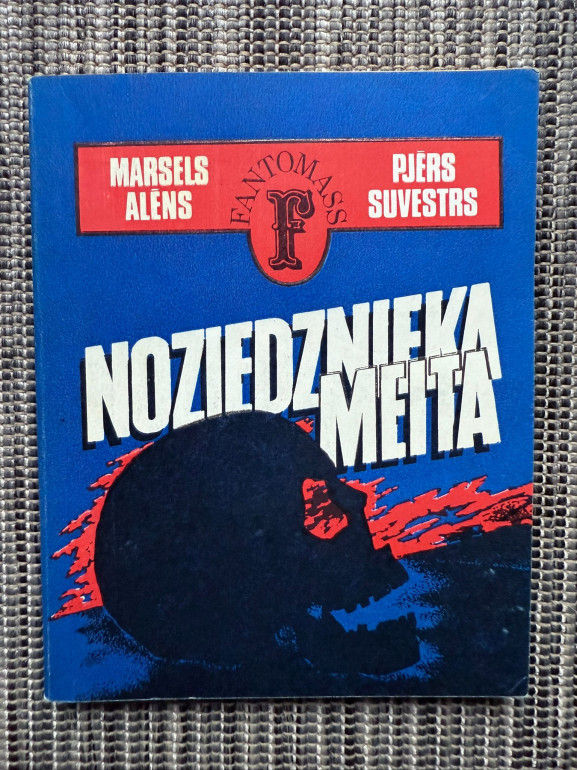 MARSELS
ALĒNS
FANTOMASS
F
PJĒRS
SUVESTRS
NOZIEDZNIEKA
MEITA